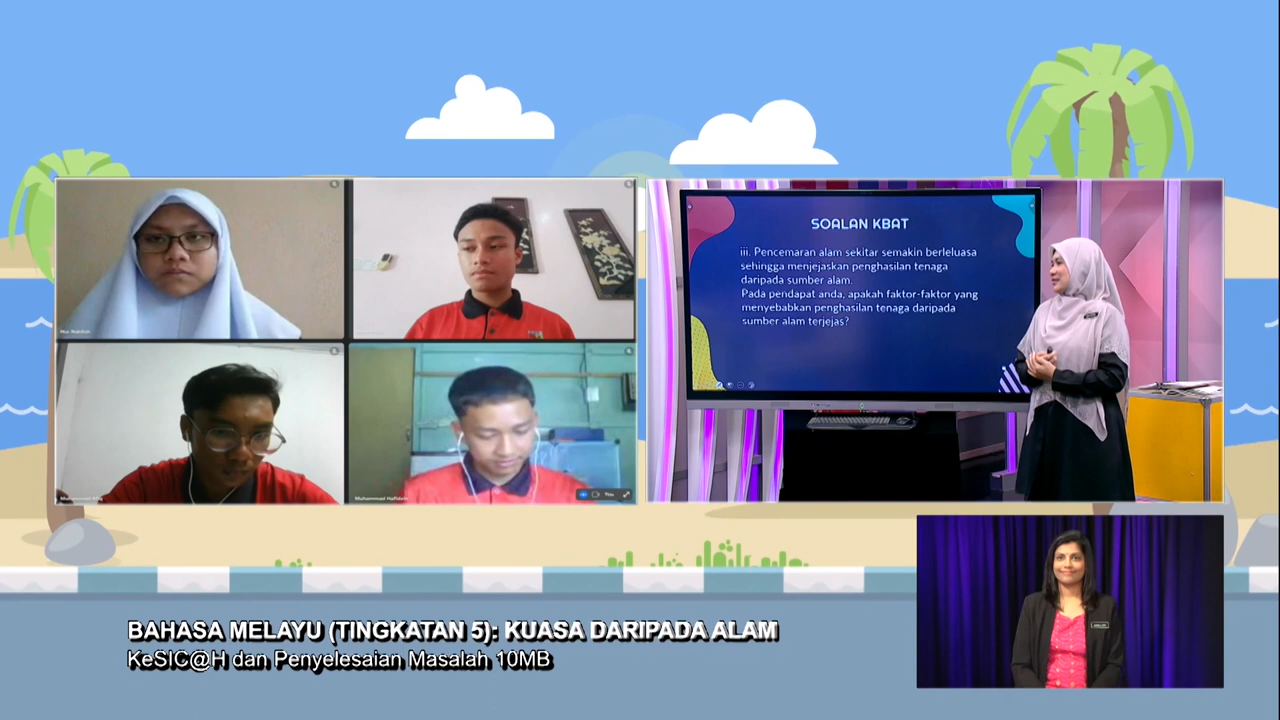 SOALAN KBAT
iii. Pencemaran alam sekitar semakin berleluasa
sehingga menjejaskan penghasilan tenaga
daripada sumber alam.
Pada pendapat anda, apakah faktor-faktor yang
menyebabkan penghasilan tenaga daripada
sumber alam terjejas?
BAHASA MELAYU (TINGKATAN 5): KUASA DARIPADA ALAM
KeSIC@H dan Penyelesaian Masalah 10MB